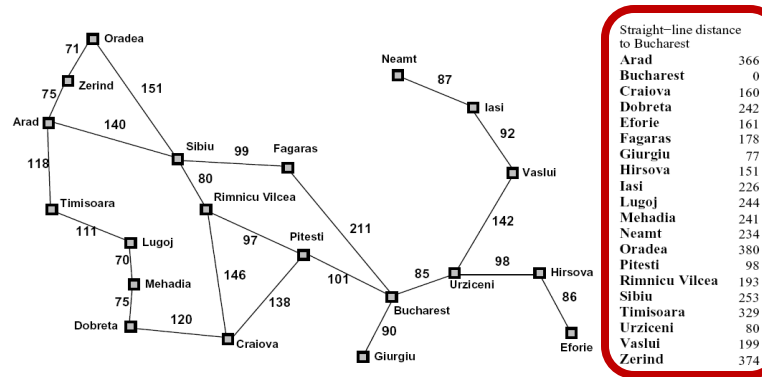 Oradea
71
Neamt
87
Zerind
151
75
Iasi
Arad
140
92
Sibiu
99
Fagaras
118
Vaslui
80
Rimnicu Vilcea
Timisoara
111
211
142
Lugoj
97
Pitesti
70
98
Hirsova
146
101
85
Urziceni
Mehadia
138
86
75
Bucharest
120
90
Dobreta
Craiova
Eforie
Giurgiu
Straight−line distance
to Bucharest
Arad 366
Bucharest 0
Craiova 160
Dobreta 242
Eforie 161
Fagaras 178
Giurgiu 77
Hirsova 151
Iasi 226
Lugoj 244
Mehadia 241
Neamt 234
Oradea 380
Pitesti 98
Rimnicu Vilcea 193
Sibiu 253
Timisoara 329
Urziceni 80
Vaslui 199
Zerind 374